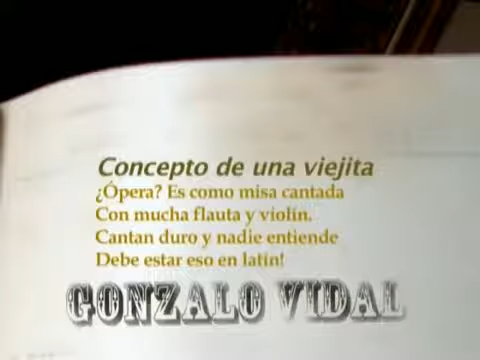 Concepto de una viejita
¿Ópera? Es como misa cantada
Con mucha flauta y violín.
Cantan duro y nadie entiende
Debe estar eso en latín!
GONZALO VIDAL